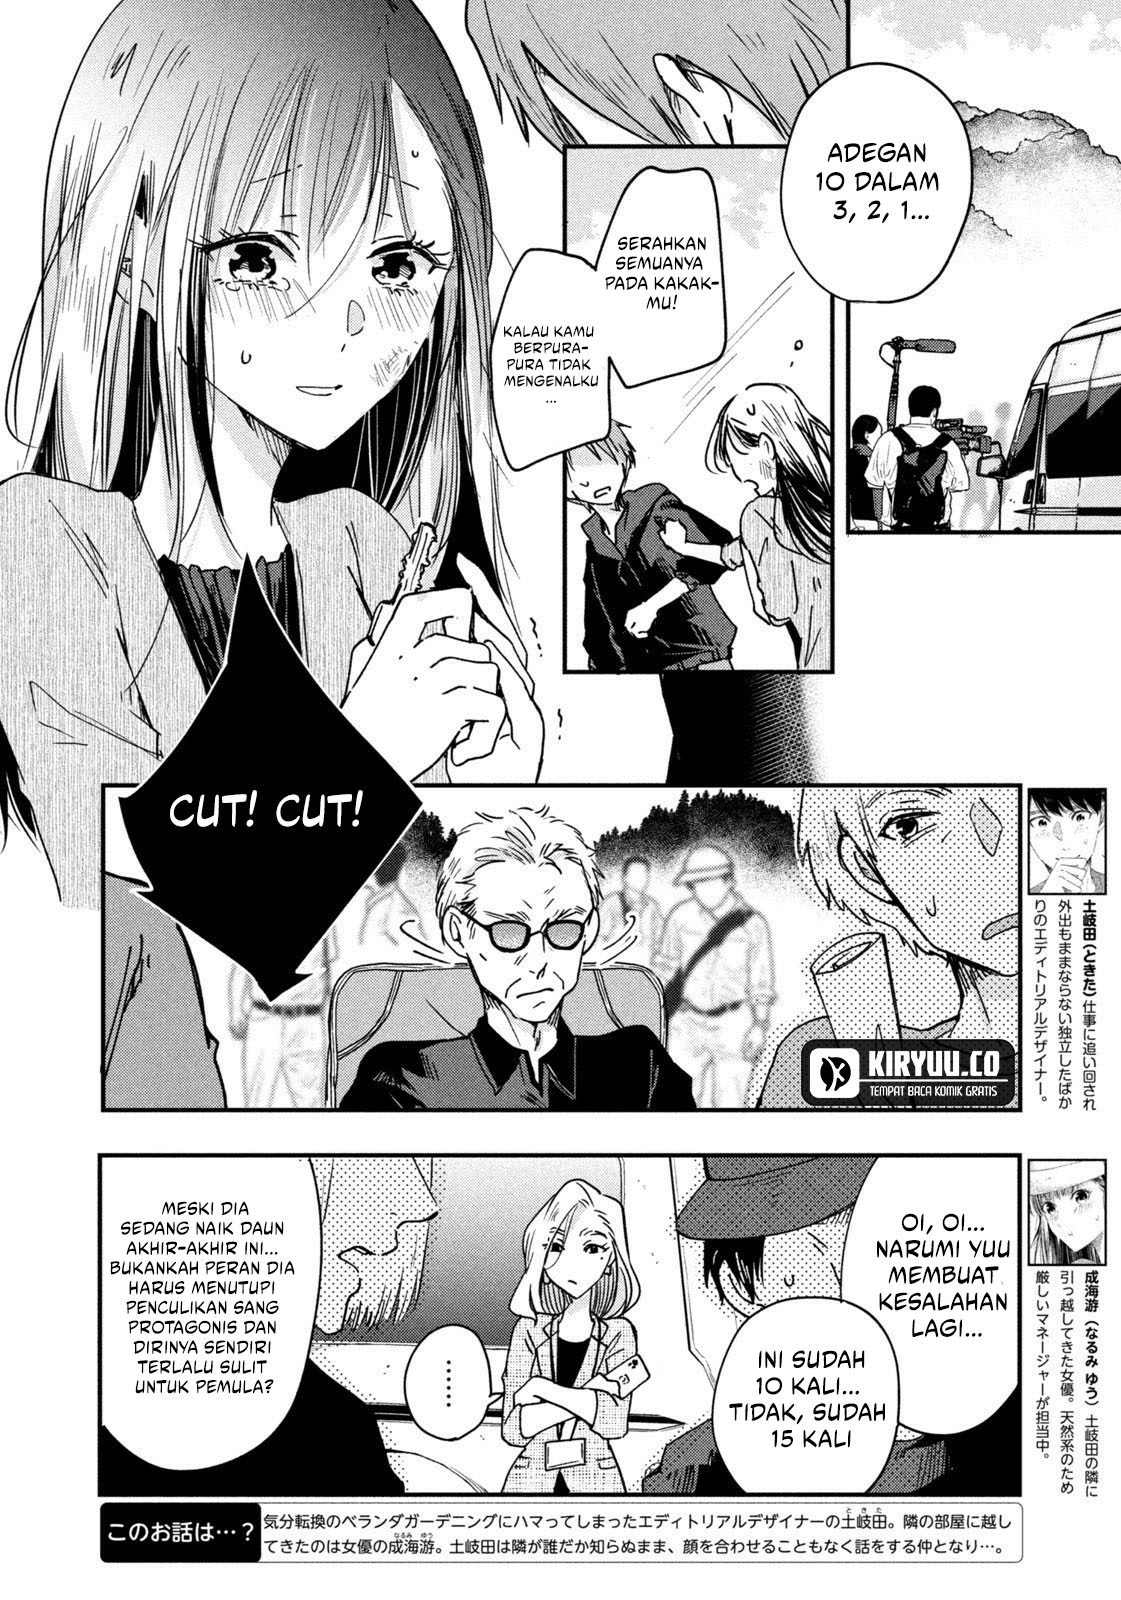 ADEGAN
10 DALAM
3, 2, 1...
SERAHKAN
SEMUANYA
PADA KAKAK-
MU!
KALAU KAMU
BERPURA-
PURA TIDAK
MENGENALKU
...
CUT! CUT!
土岐田(ときた)仕事に追い回され
外出もままならない独立したばか
りのエディトリアルデザイナー。
KIRYUU.CO
TEMPAT BACA KOMIK GRATIS
OI, OI...
NARUMI YUU
MEMBUAT
KESALAHAN
LAGI...
INI SUDAH
10 KALI...
TIDAK, SUDAH
15 KALI
......
MESKI DIA
SEDANG NAIK DAUN
AKHIR-AKHIR INI...
BUKANKAH PERAN DIA
HARUS MENUTUPI
PENCULIKAN SANG
PROTAGONIS DAN
DIRINYA SENDIRI
TERLALU SULIT
UNTUK PEMULA?
成海游(なるみ ゆう)土岐田の隣に
引っ越してきた女優。天然系のため
厳しいマネージャーが担当中。
このお話は…?
気分転換のベランダガーデニングにハマってしまったエディトリアルデザイナーの土岐田。隣の部屋に越し
てきたのは女優の成海游。土岐田は隣が誰だか知らぬまま、顔を合わせることもなく話をする仲となり…。